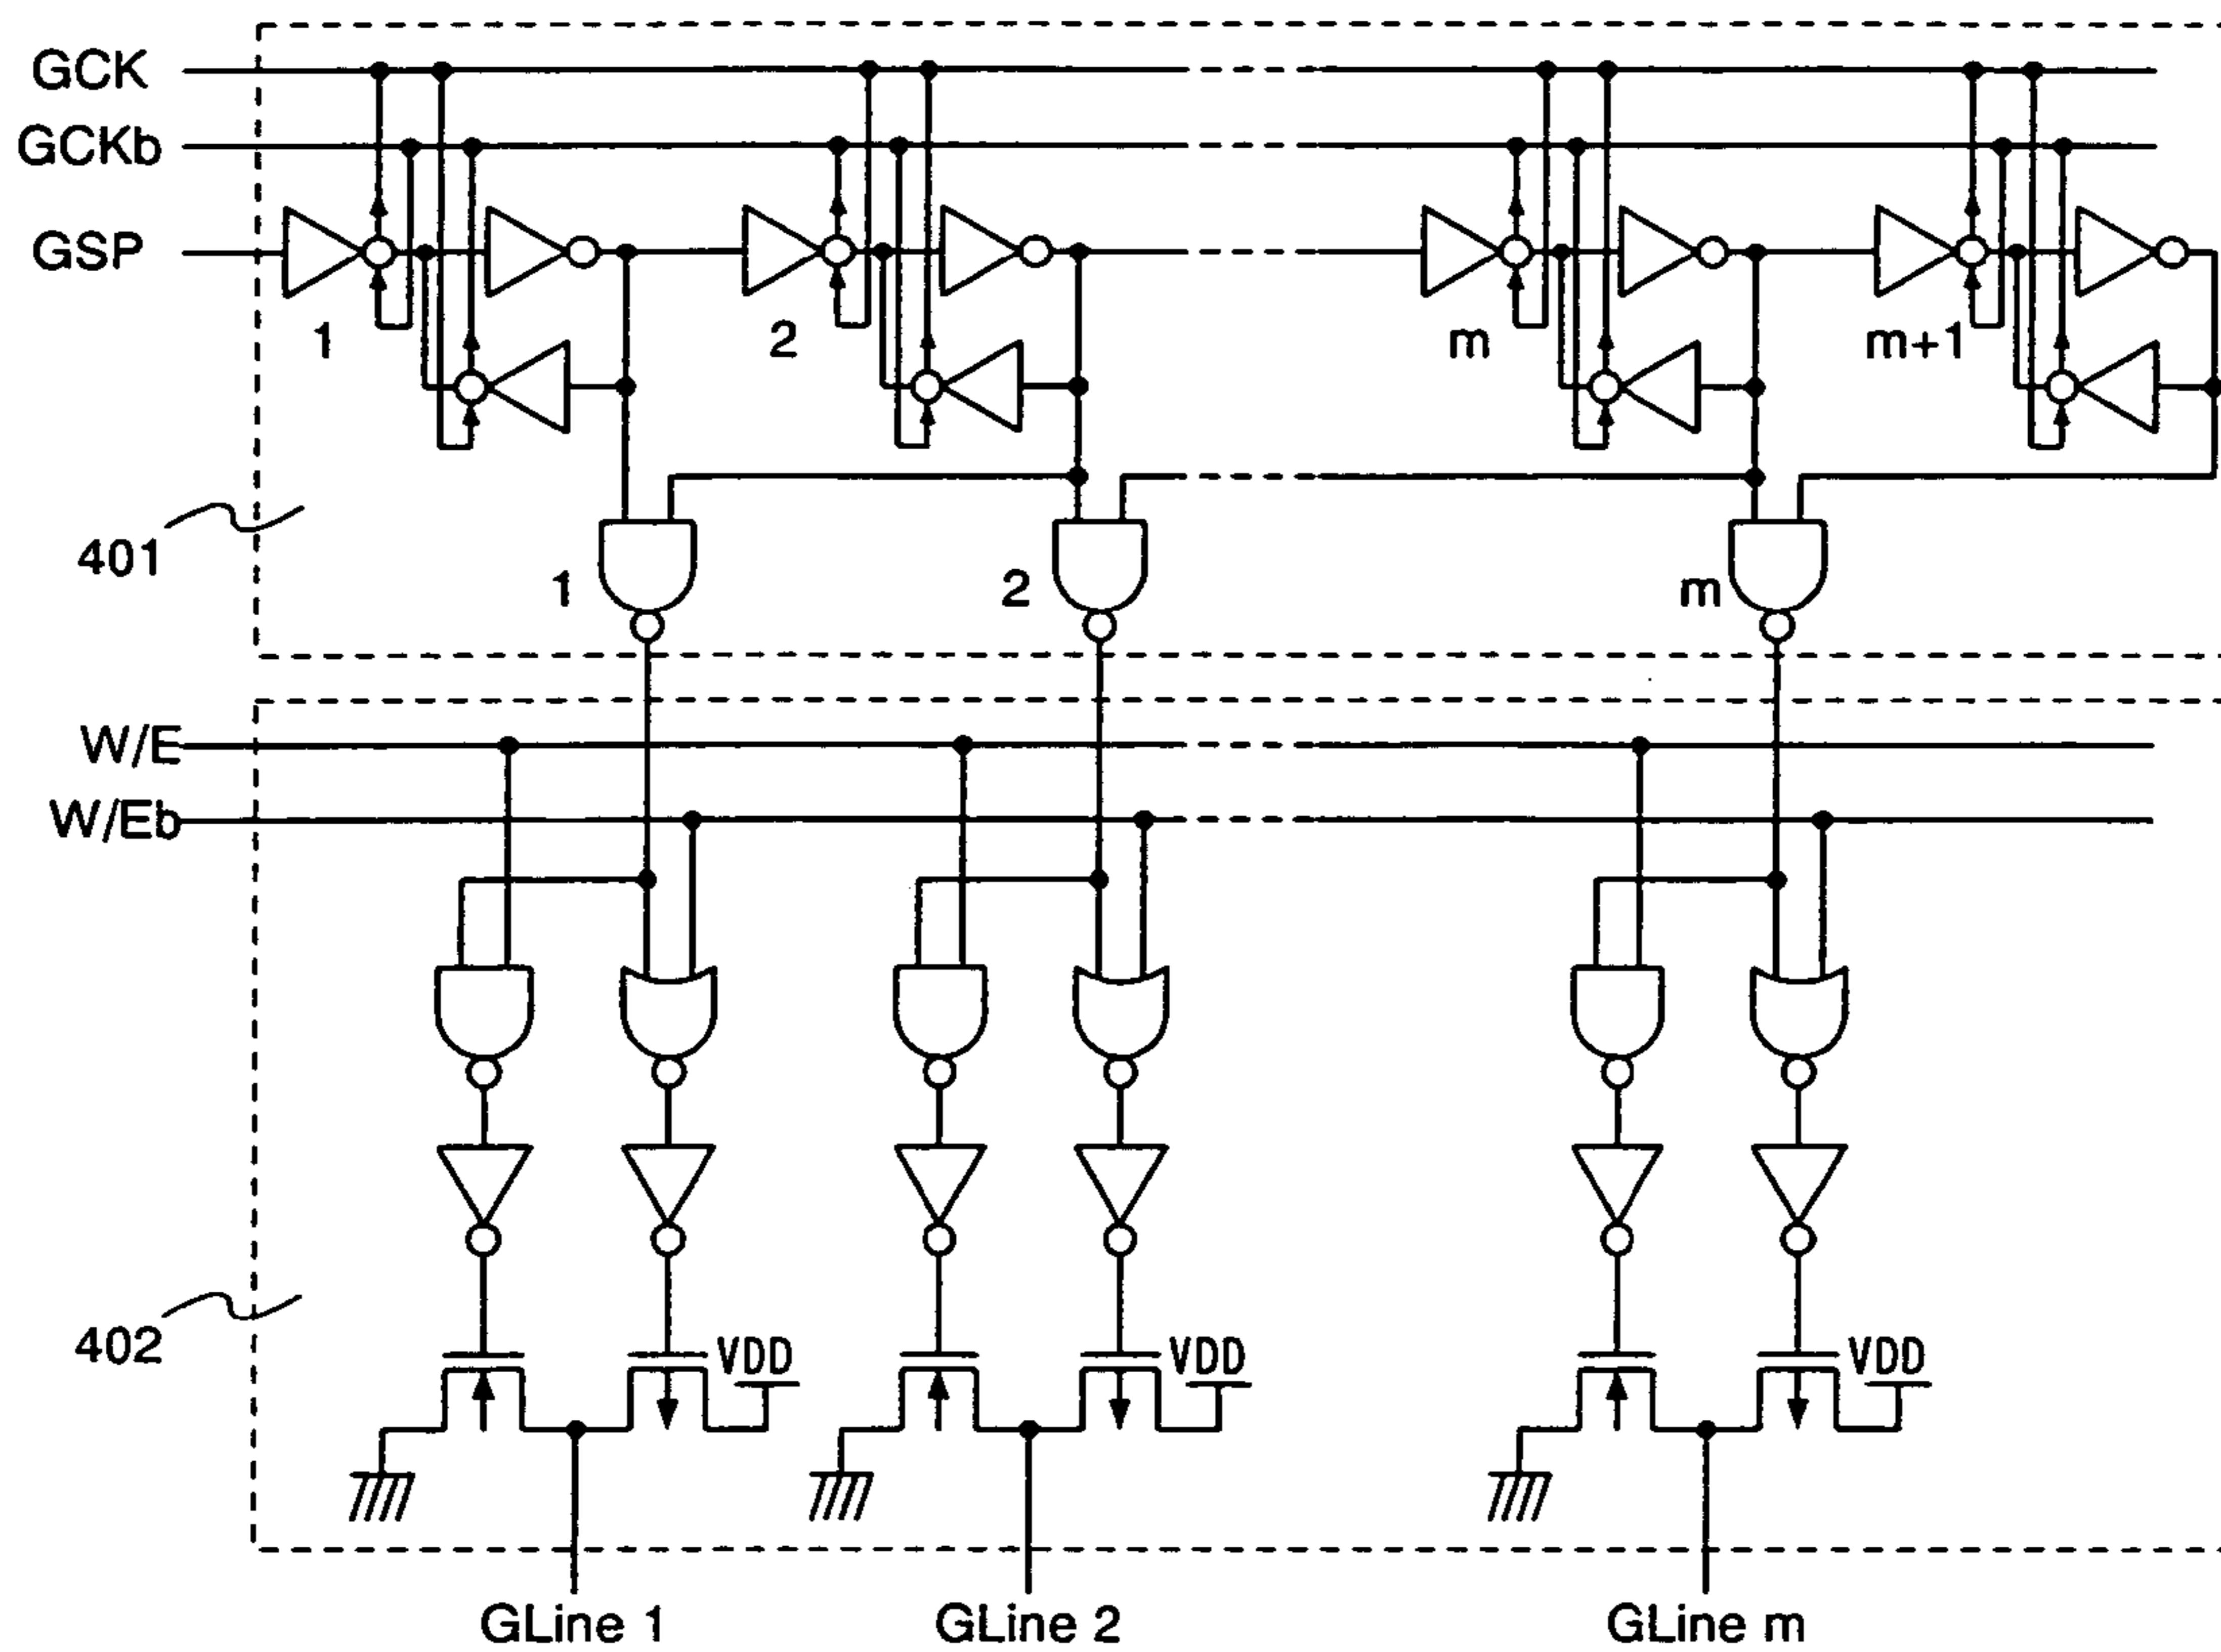 GCK
GCKb
GSP
1
2
m
m+1
401
1
2
m
W/E
W/Eb
402
VDD
VDD
VDD
GLine 1
GLine 2
GLine m